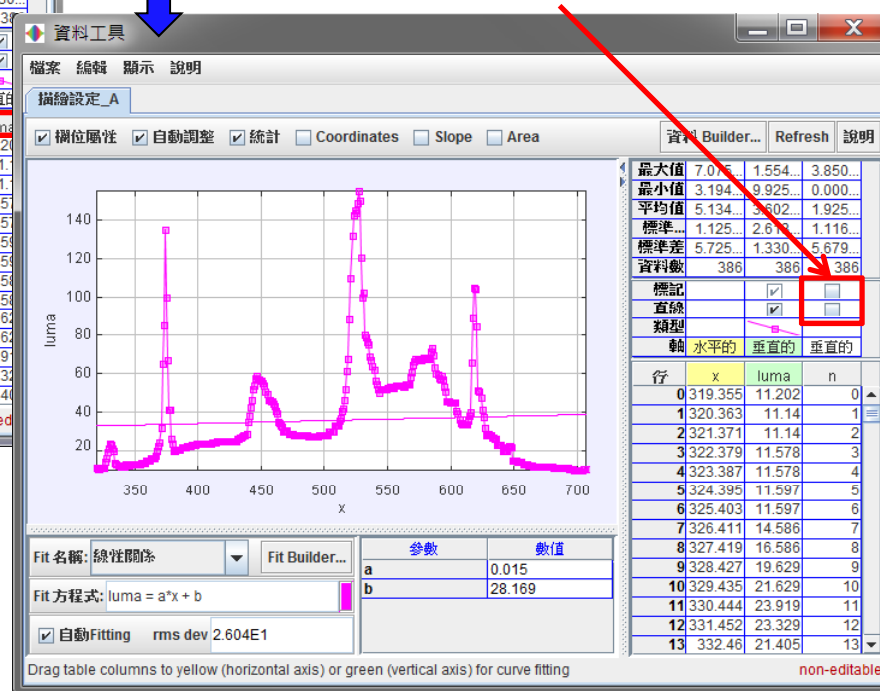 資料工具
檔案 編輯 顯示 說明
描繪設定_A
欄位屬性 自動調整 統計 Coordinates Slope Area 資料 Builder... Refresh 說明
最大值 7.075... 1.554... 3.850...
最小值 3.194... 9.925... 0.000...
平均值 5.134... 3.602... 1.925...
標準... 1.125... 2.613... 1.116...
標準差 5.725... 1.330... 5.679...
資料數 386 386 386
標記
直線
類型
軸 水平的 垂直的 垂直的
行 x luma n
0 319.355 11.202 0
1 320.363 11.14 1
2 321.371 11.14 2
3 322.379 11.578 3
4 323.387 11.578 4
5 324.395 11.597 5
6 325.403 11.597 6
7 326.411 14.586 7
8 327.419 16.586 8
9 328.427 19.629 9
10 329.435 21.629 10
11 330.444 23.919 11
12 331.452 23.329 12
13 332.46 21.405 13
luma
140
120
100
80
60
40
20
350 400 450 500 550 600 650 700
x
Fit 名稱: 線性關係 Fit Builder...
Fit 方程式: luma = a*x + b
自動Fitting rms dev 2.604E1
參數 數值
a 0.015
b 28.169
Drag table columns to yellow (horizontal axis) or green (vertical axis) for curve fitting non-editable